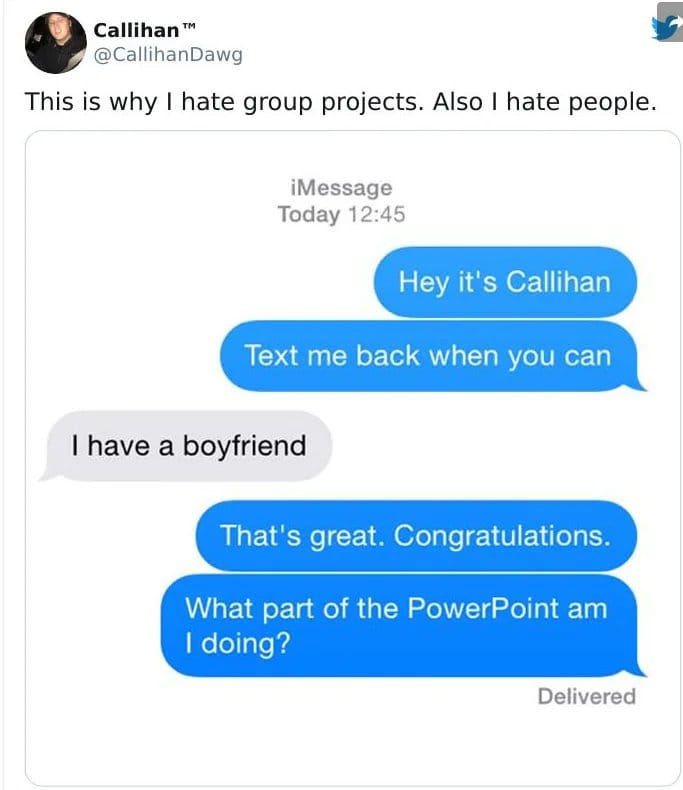 Callihan™
@CallihanDawg
This is why I hate group projects. Also I hate people.
iMessage
Today 12:45
Hey it's Callihan
Text me back when you can
I have a boyfriend
That's great. Congratulations.
What part of the PowerPoint am
I doing?
Delivered